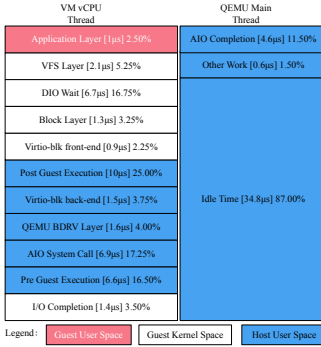 VM vCPU
Thread
QEMU Main
Thread
Application Layer [1μs] 2.50%
AIO Completion [4.6μs] 11.50%
VFS Layer [2.1μs] 5.25%
Other Work [0.6μs] 1.50%
DIO Wait [6.7μs] 16.75%
Block Layer [1.3μs] 3.25%
Virtio-blk front-end [0.9μs] 2.25%
Post Guest Execution [10μs] 25.00%
Idle Time [34.8μs] 87.00%
Virtio-blk back-end [1.5μs] 3.75%
QEMU BDRV Layer [1.6μs] 4.00%
AIO System Call [6.9μs] 17.25%
Pre Guest Execution [6.6μs] 16.50%
I/O Completion [1.4μs] 3.50%
Legend: Guest User Space Guest Kernel Space Host User Space